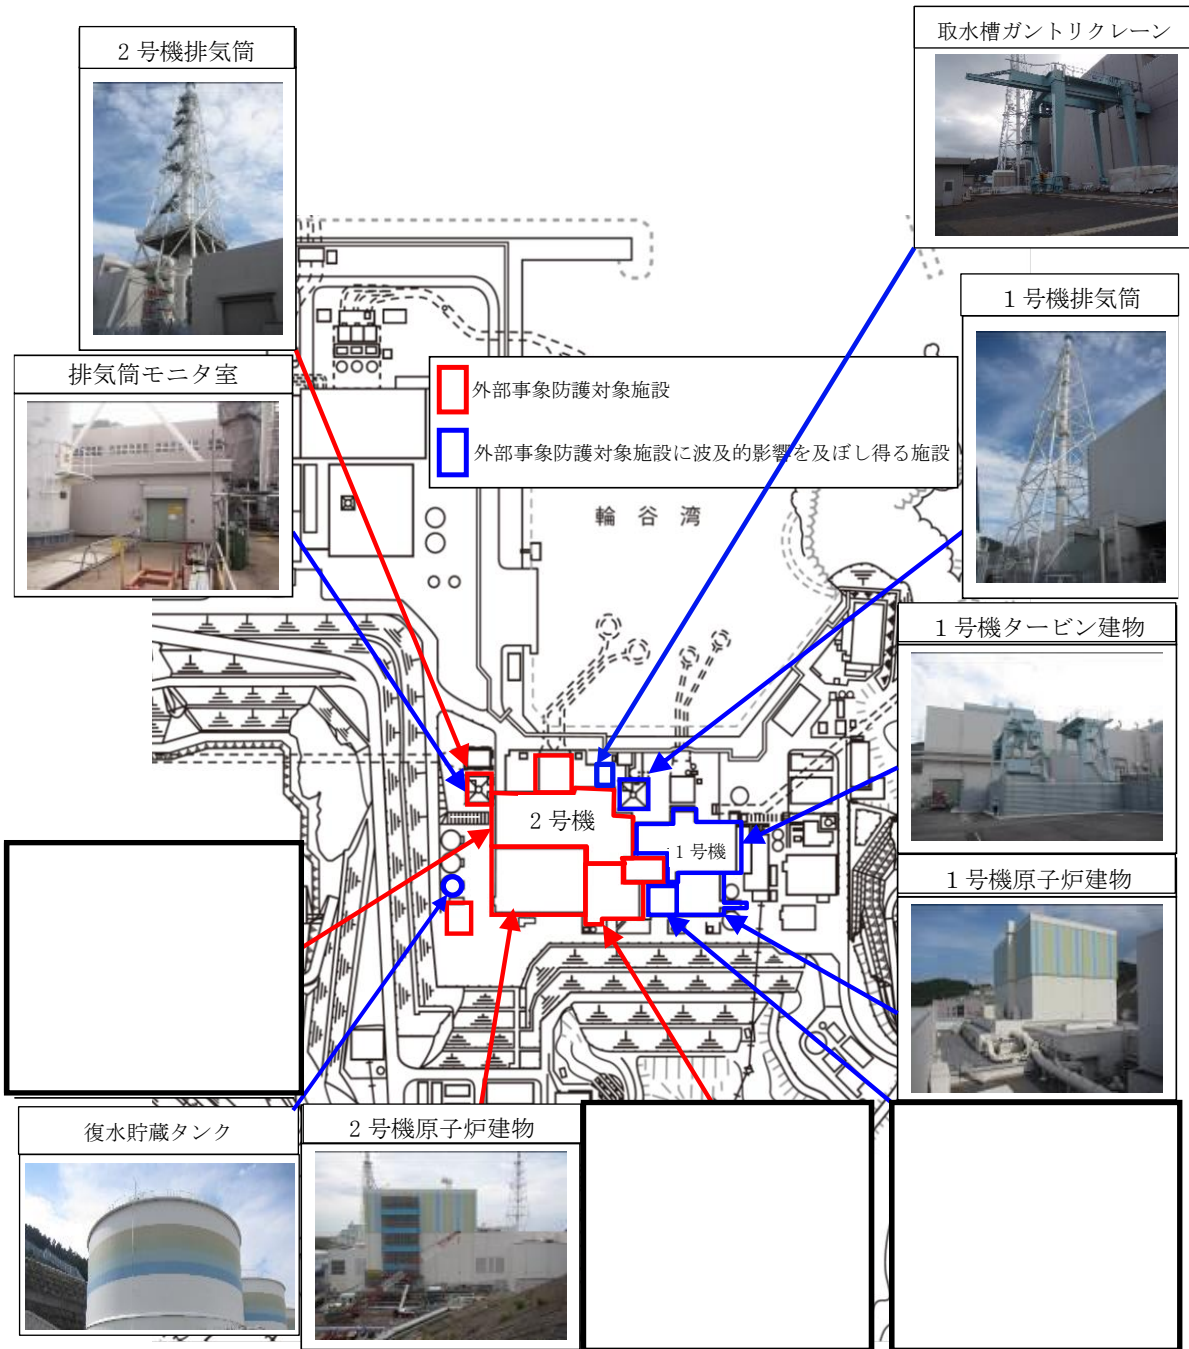 2号機排気筒
取水槽ガントリクレーン
1号機排気筒
排気筒モニタ室
外部事象防護対象施設
外部事象防護対象施設に波及的影響を及ぼし得る施設
輪谷湾
1号機タービン建物
2号機
1号機
1号機原子炉建物
復水貯蔵タンク
2号機原子炉建物